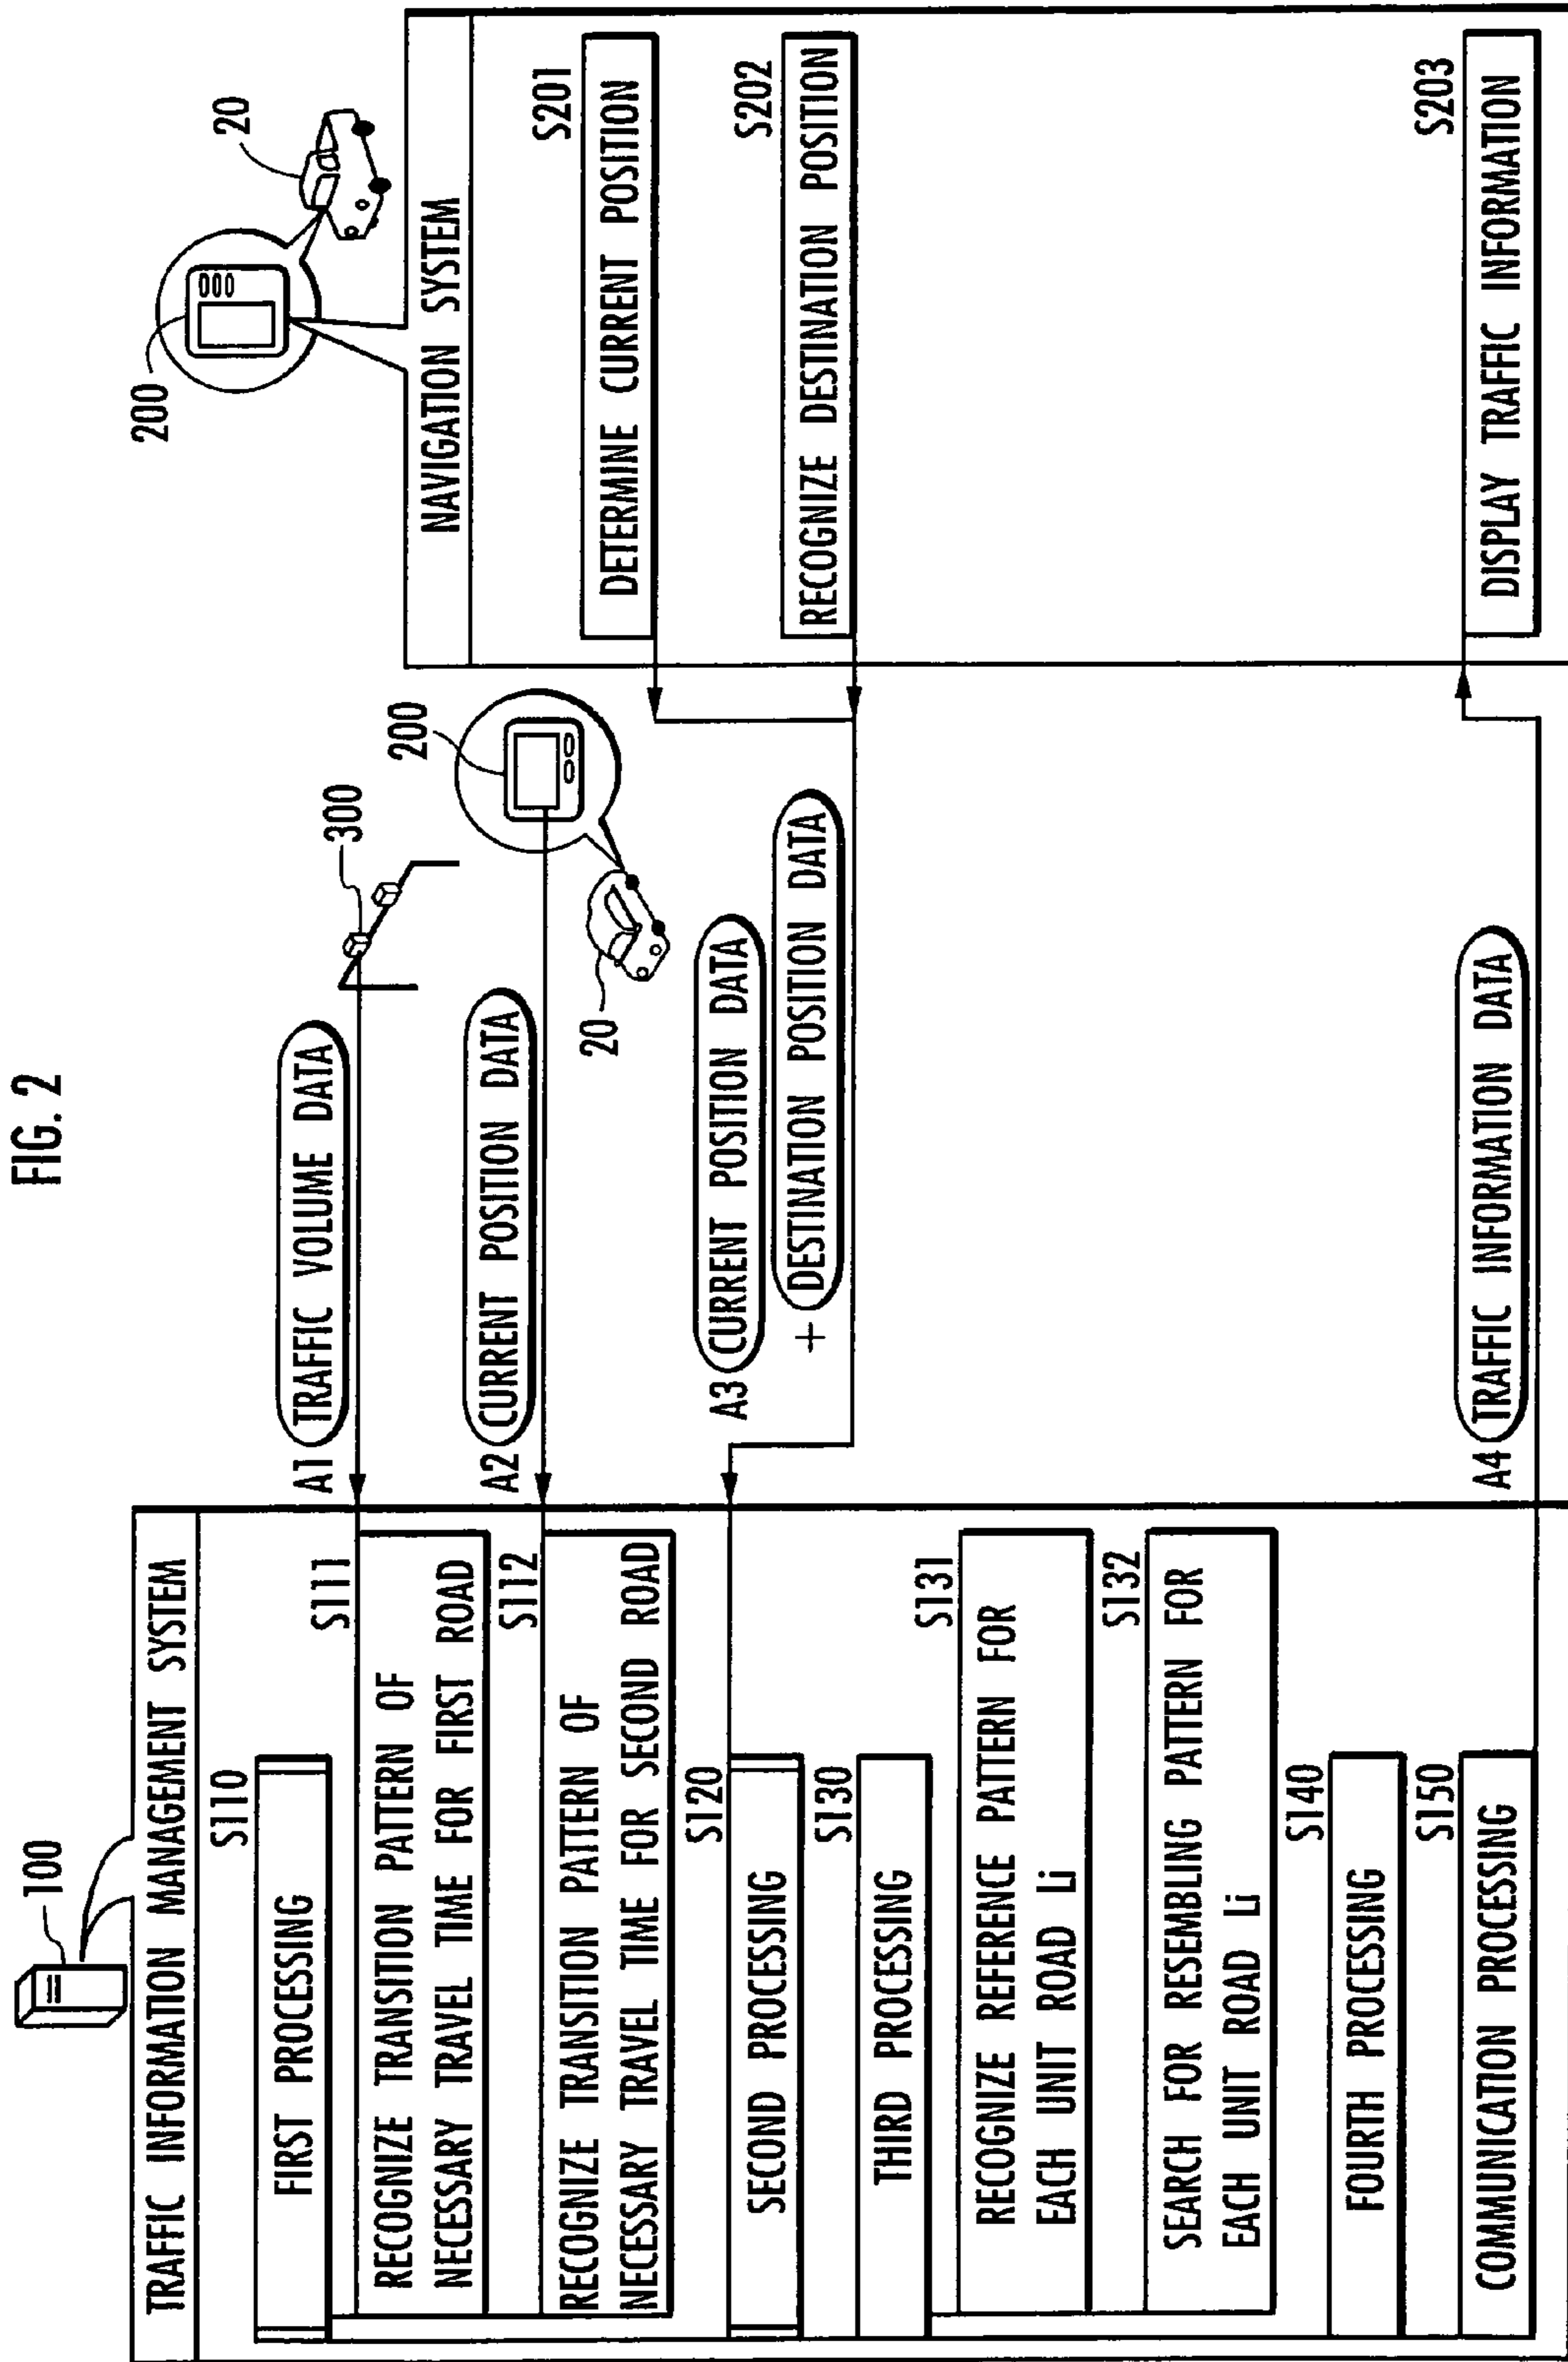 FIG. 2
100
TRAFFIC INFORMATION MANAGEMENT SYSTEM
S110
FIRST PROCESSING
S111
RECOGNIZE TRANSITION PATTERN OF
NECESSARY TRAVEL TIME FOR FIRST ROAD
S112
RECOGNIZE TRANSITION PATTERN OF
NECESSARY TRAVEL TIME FOR SECOND ROAD
S120
SECOND PROCESSING
S130
THIRD PROCESSING
S131
RECOGNIZE REFERENCE PATTERN FOR
EACH UNIT ROAD Li
S132
SEARCH FOR RESEMBLING PATTERN FOR
EACH UNIT ROAD Li
S140
FOURTH PROCESSING
S150
COMMUNICATION PROCESSING
A1 TRAFFIC VOLUME DATA
300
A2 CURRENT POSITION DATA
200
20
A3 CURRENT POSITION DATA
+ DESTINATION POSITION DATA
A4 TRAFFIC INFORMATION DATA
200
20
NAVIGATION SYSTEM
S201
DETERMINE CURRENT POSITION
S202
RECOGNIZE DESTINATION POSITION
S203
DISPLAY TRAFFIC INFORMATION